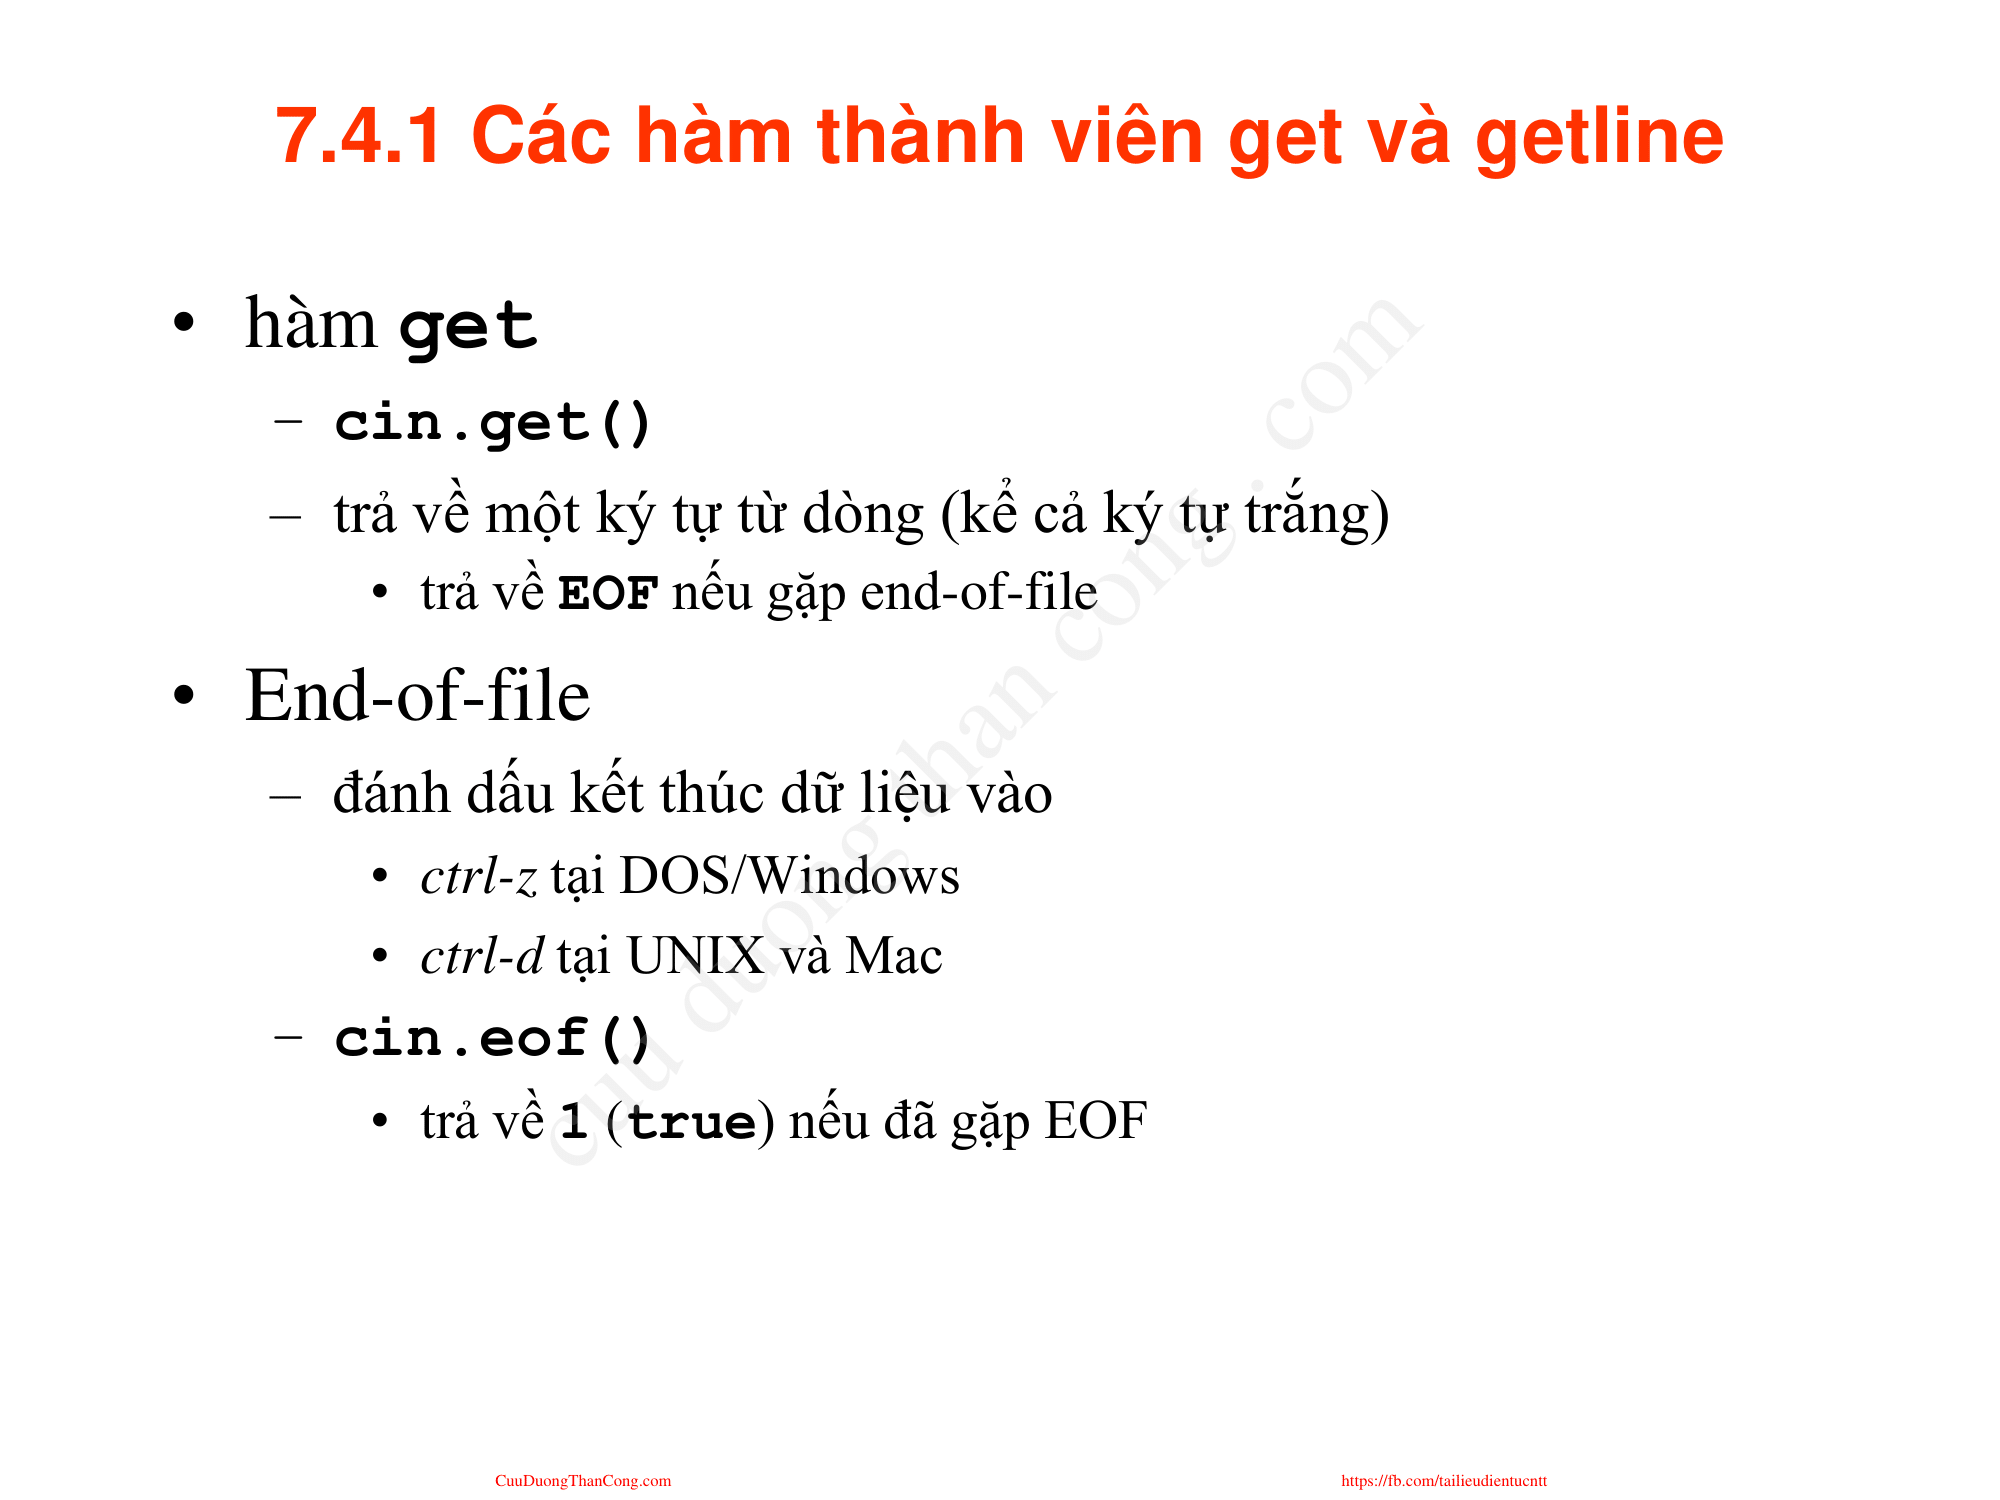 7.4.1 Các hàm thành viên get và getline
• hàm get
– cin.get()
– trả về một ký tự từ dòng (kể cả ký tự trắng)
• trả về EOF nếu gặp end-of-file
• End-of-file
– đánh dấu kết thúc dữ liệu vào
• ctrl-z tại DOS/Windows
• ctrl-d tại UNIX và Mac
– cin.eof()
• trả về 1 (true) nếu đã gặp EOF
cuu duong than cong . com
CuuDuongThanCong.com
https://fb.com/tailieudientucntt